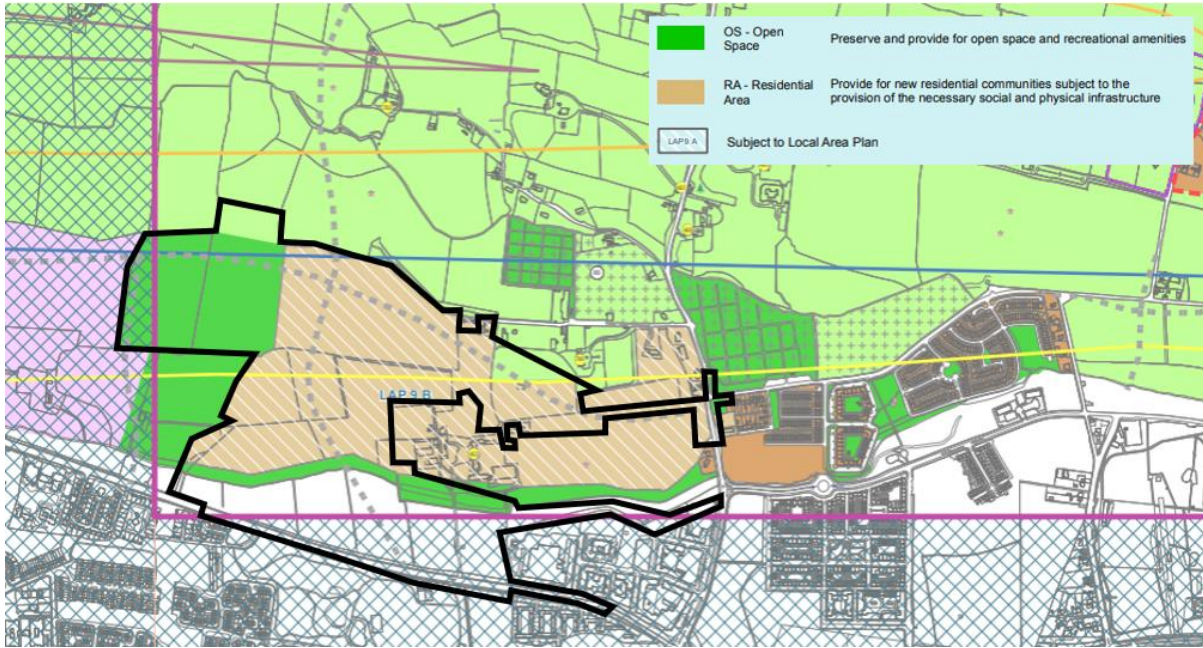 OS - Open
Space
Preserve and provide for open space and recreational amenities
RA - Residential
Area
Provide for new residential communities subject to the
provision of the necessary social and physical infrastructure
LAP9.A
Subject to Local Area Plan
LAP 9.B